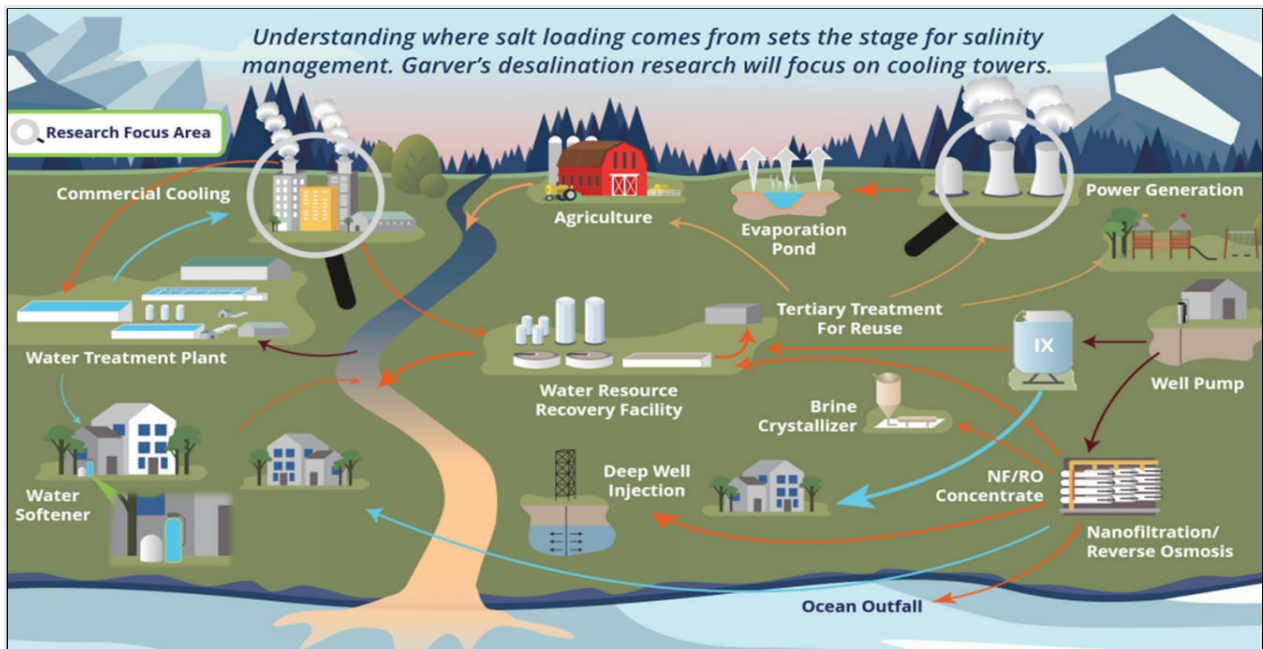 Understanding where salt loading comes from sets the stage for salinity
management. Garver's desalination research will focus on cooling towers.
Research Focus Area
Commercial Cooling
Agriculture
Evaporation
Pond
Power Generation
Tertiary Treatment
For Reuse
Water Treatment Plant
Water Resource
Recovery Facility
IX
Well Pump
Brine
Crystallizer
Water
Softener
Deep Well
Injection
NF/RO
Concentrate
Nanofiltration/
Reverse Osmosis
Ocean Outfall